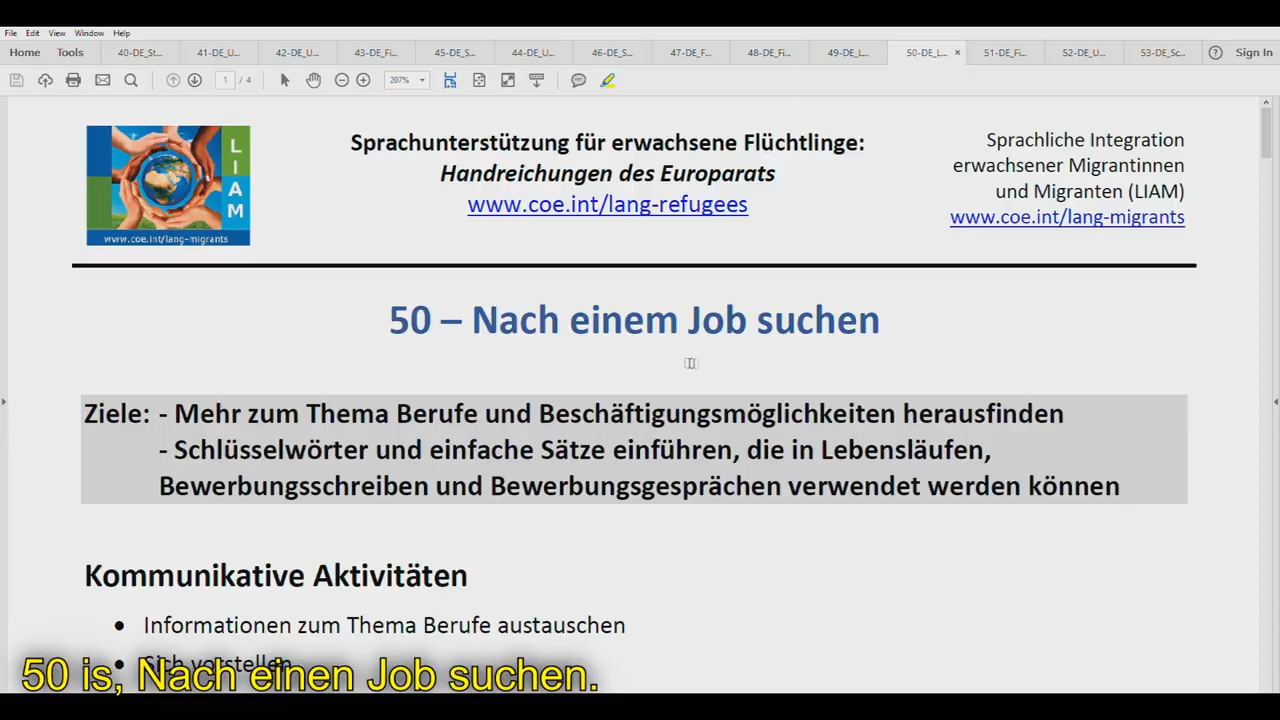 File Edit View Window Help
Home Tools 40-DE_St... 41-DE_U... 42-DE_U... 43-DE_Fi... 45-DE_S... 44-DE_U... 46-DE_S... 47-DE_F... 48-DE_Fi... 49-DE_L... 50-DE_L... × 51-DE_Fi... 52-DE_U... 53-DE_Sc... ? Sign In
1 / 4 207%
LIAM
www.coe.int/lang-migrants
Sprachunterstützung für erwachsene Flüchtlinge:
Handreichungen des Europarats
www.coe.int/lang-refugees
Sprachliche Integration
erwachsener Migrantinnen
und Migranten (LIAM)
www.coe.int/lang-migrants
50 – Nach einem Job suchen
Ziele: - Mehr zum Thema Berufe und Beschäftigungsmöglichkeiten herausfinden
- Schlüsselwörter und einfache Sätze einführen, die in Lebensläufen,
Bewerbungsschreiben und Bewerbungsgesprächen verwendet werden können
Kommunikative Aktivitäten
• Informationen zum Thema Berufe austauschen
• Sich vorstellen
50 is, Nach einen Job suchen.